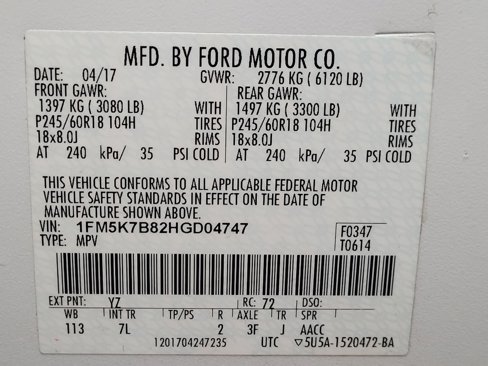 MFD. BY FORD MOTOR CO.
DATE: 04/17 GVWR: 2776 KG ( 6120 LB)
FRONT GAWR: REAR GAWR:
1397 KG ( 3080 LB) WITH 1497 KG ( 3300 LB) WITH
P245/60R18 104H TIRES P245/60R18 104H TIRES
18x8.0J RIMS 18x8.0J RIMS
AT 240 kPa/ 35 PSI COLD AT 240 kPa/ 35 PSI COLD
THIS VEHICLE CONFORMS TO ALL APPLICABLE FEDERAL MOTOR
VEHICLE SAFETY STANDARDS IN EFFECT ON THE DATE OF
MANUFACTURE SHOWN ABOVE.
VIN: 1FM5K7B82HGD04747 F0347
TYPE: MPV T0614
EXT PNT: YZ RC: 72 DSO:
WB INT TR TP/PS R AXLE TR SPR
113 7L 2 3F J AACC
1201704247235 UTC ▽5U5A-1520472-BA